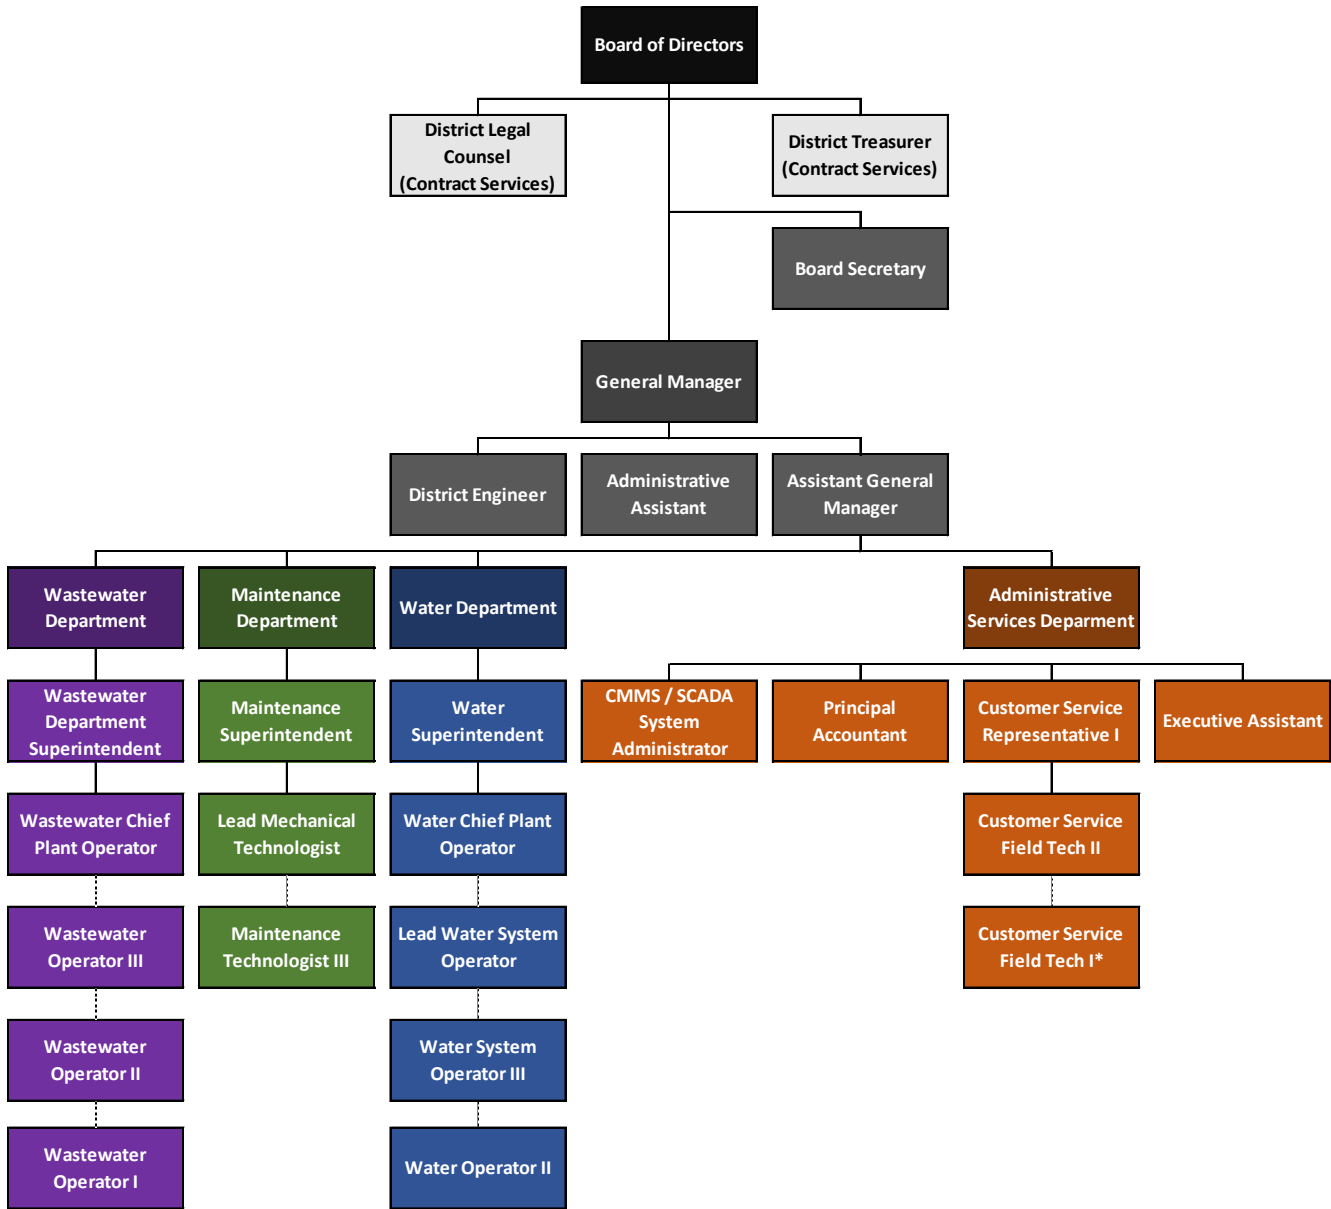 Board of Directors
District Legal
Counsel
(Contract Services)
District Treasurer
(Contract Services)
Board Secretary
General Manager
District Engineer
Administrative
Assistant
Assistant General
Manager
Wastewater
Department
Maintenance
Department
Water Department
Administrative
Services Deparment
Wastewater
Department
Superintendent
Maintenance
Superintendent
Water
Superintendent
CMMS / SCADA
System
Administrator
Principal
Accountant
Customer Service
Representative I
Executive Assistant
Wastewater Chief
Plant Operator
Lead Mechanical
Technologist
Water Chief Plant
Operator
Customer Service
Field Tech II
Wastewater
Operator III
Maintenance
Technologist III
Lead Water System
Operator
Customer Service
Field Tech I*
Wastewater
Operator II
Water System
Operator III
Wastewater
Operator I
Water Operator II